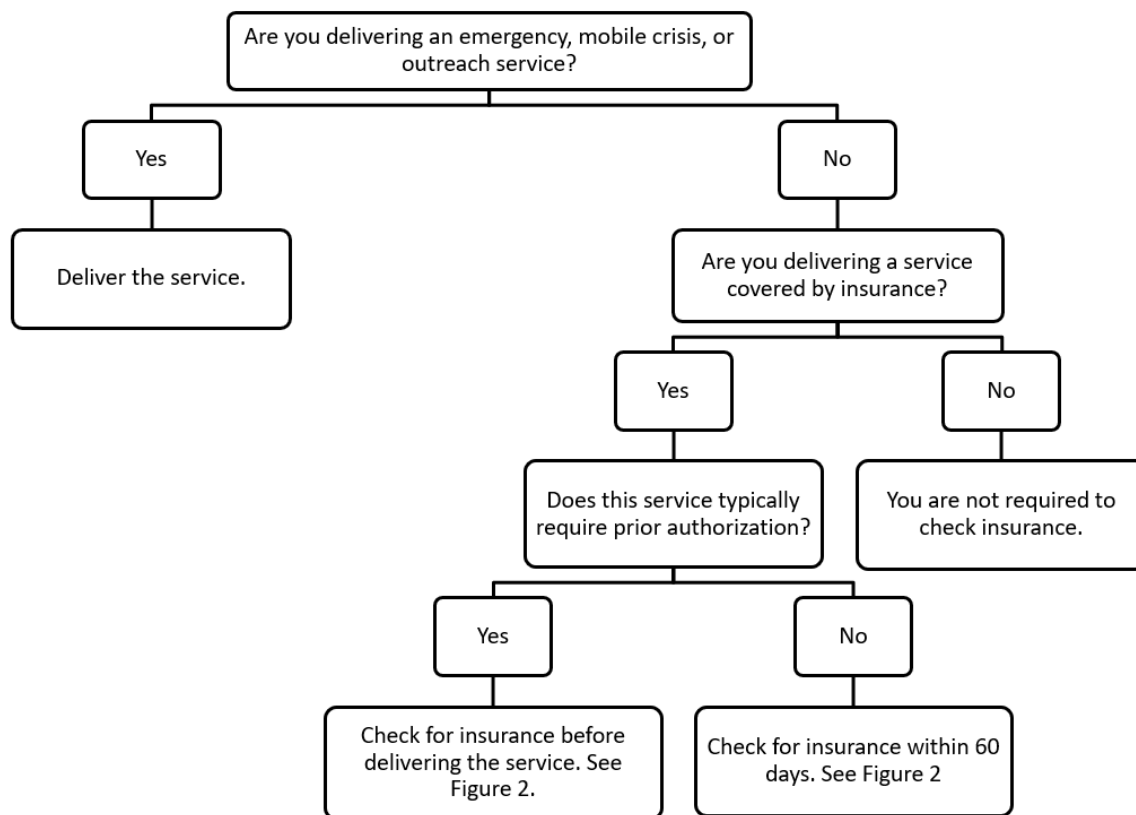 Are you delivering an emergency, mobile crisis, or
outreach service?
Yes
No
Deliver the service.
Are you delivering a service
covered by insurance?
Yes
No
Does this service typically
require prior authorization?
You are not required to
check insurance.
Yes
No
Check for insurance before
delivering the service. See
Figure 2.
Check for insurance within 60
days. See Figure 2